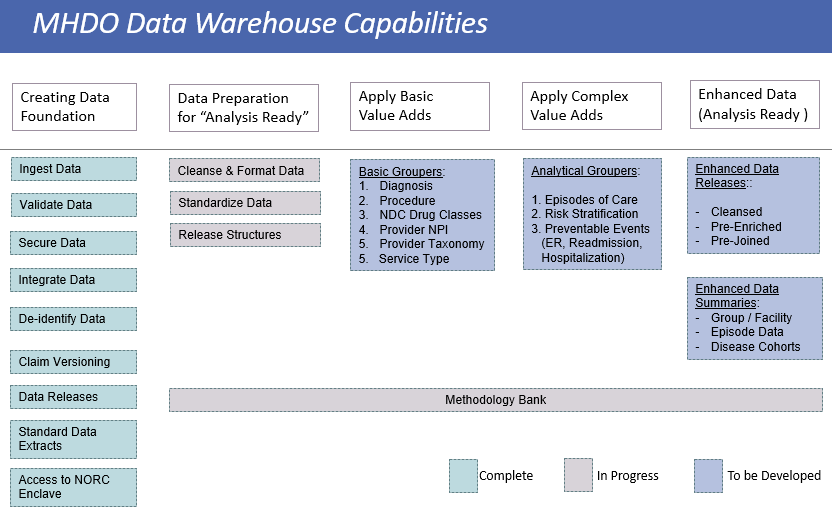 MHDO Data Warehouse Capabilities
Creating Data
Foundation
Data Preparation
for “Analysis Ready”
Apply Basic
Value Adds
Apply Complex
Value Adds
Enhanced Data
(Analysis Ready )
Ingest Data
Validate Data
Secure Data
Integrate Data
De-identify Data
Claim Versioning
Data Releases
Standard Data
Extracts
Access to NORC
Enclave
Cleanse & Format Data
Standardize Data
Release Structures
Basic Groupers:
1. Diagnosis
2. Procedure
3. NDC Drug Classes
4. Provider NPI
5. Provider Taxonomy
5. Service Type
Analytical Groupers:
1. Episodes of Care
2. Risk Stratification
3. Preventable Events
(ER, Readmission,
Hospitalization)
Enhanced Data
Releases::
- Cleansed
- Pre-Enriched
- Pre-Joined
Enhanced Data
Summaries:
- Group / Facility
- Episode Data
- Disease Cohorts
Methodology Bank
Complete
In Progress
To be Developed